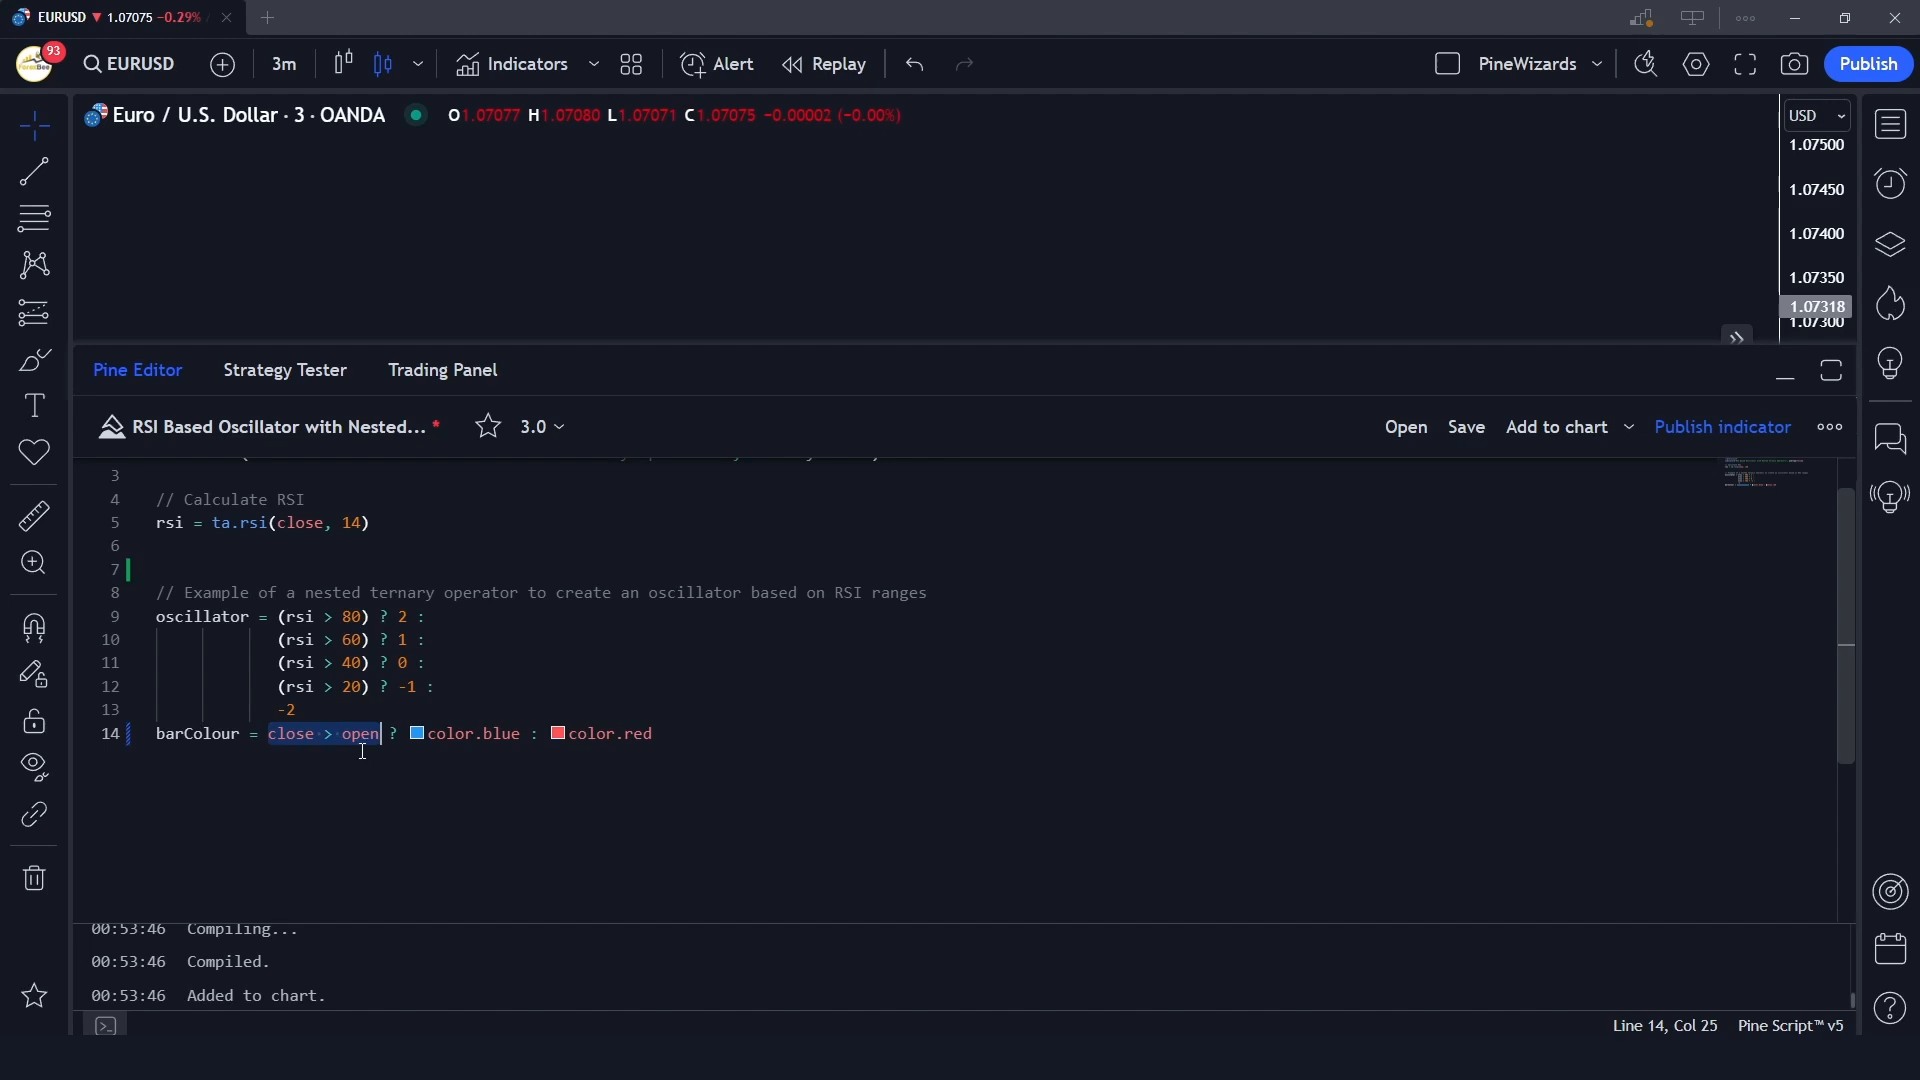 EURUSD ▼ 1.07075 −0.29%
93
EURUSD 3m Indicators Alert Replay PineWizards Publish
Euro / U.S. Dollar · 3 · OANDA O1.07077 H1.07080 L1.07071 C1.07075 −0.00002 (−0.00%)
USD
1.07500
1.07450
1.07400
1.07350
1.07318
1.07300
Pine Editor Strategy Tester Trading Panel
RSI Based Oscillator with Nested... * 3.0 Open Save Add to chart Publish indicator
3
4 // Calculate RSI
5 rsi = ta.rsi(close, 14)
6
7
8 // Example of a nested ternary operator to create an oscillator based on RSI ranges
9 oscillator = (rsi > 80) ? 2 :
10 (rsi > 60) ? 1 :
11 (rsi > 40) ? 0 :
12 (rsi > 20) ? -1 :
13 -2
14 barColour = close > open ? color.blue : color.red
00:53:46 Compiling...
00:53:46 Compiled.
00:53:46 Added to chart.
Line 14, Col 25 Pine Script™ v5